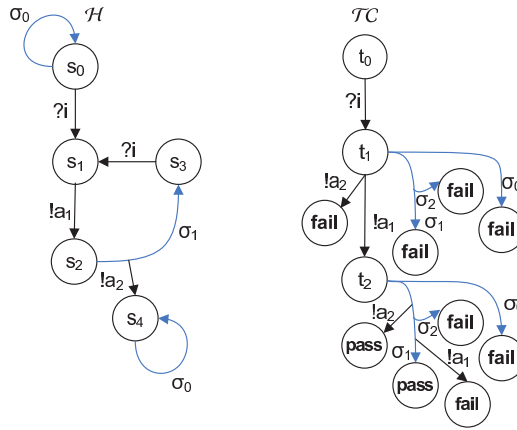 H
σ₀
s₀
?i
s₁
?i
s₃
!a₁
s₂
σ₁
!a₂
s₄
σ₀
TC
t₀
?i
t₁
!a₂
σ₂
σ₀
fail
!a₁
σ₁
fail
fail
fail
t₂
!a₂
σ₂
fail
σ
pass
σ₁
!a₁
fail
pass
fail